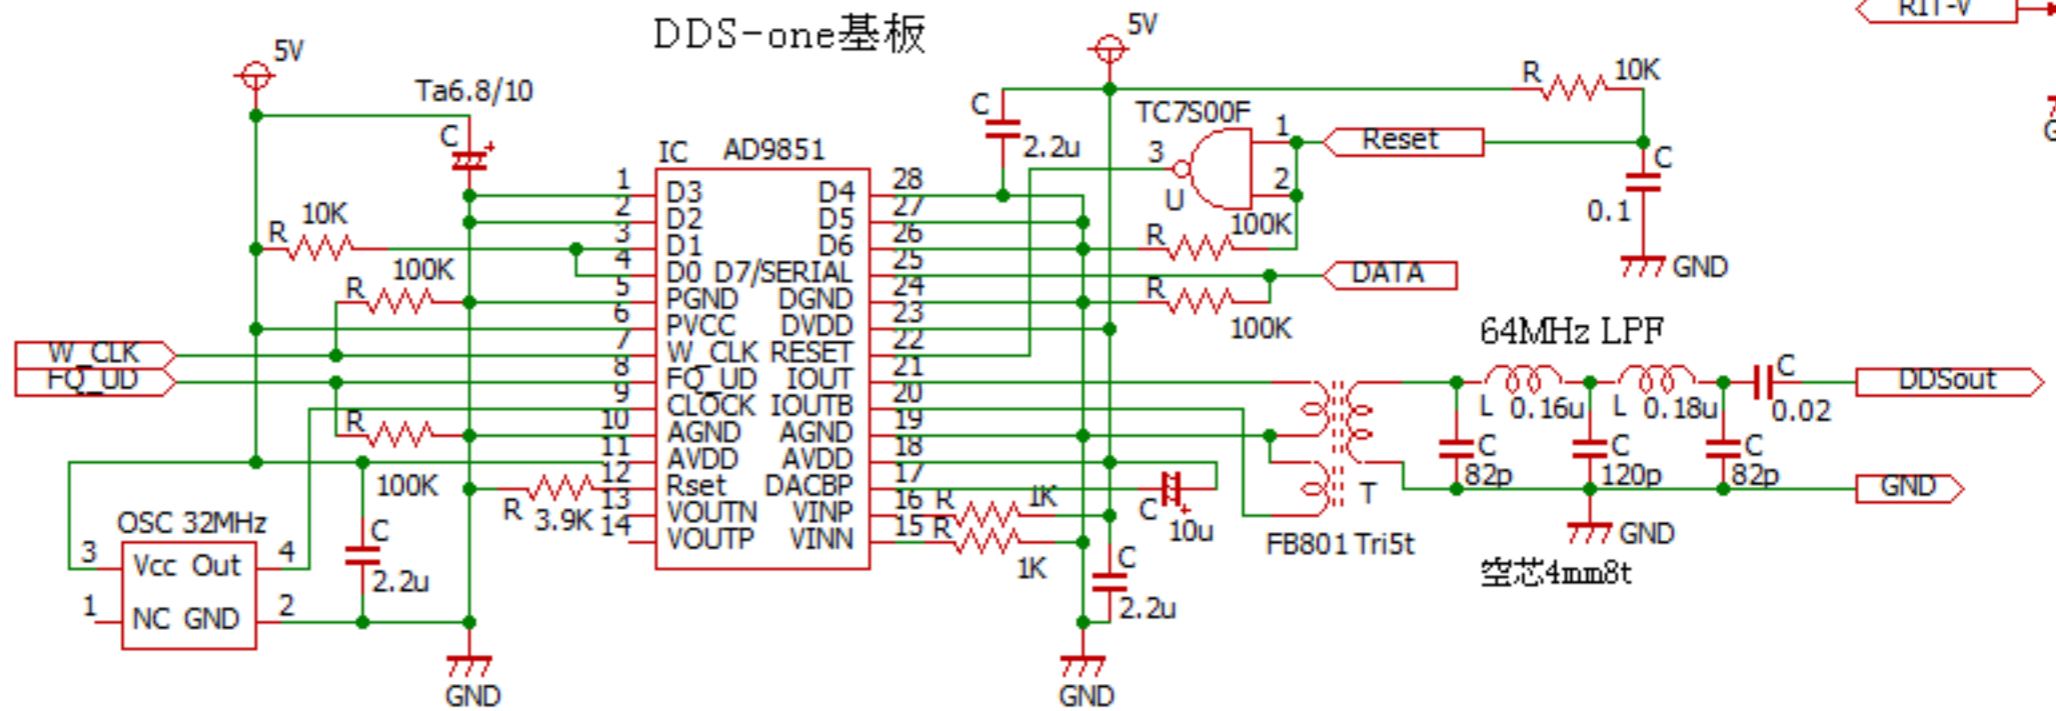 DDS-one基板
RIT-V
5V
5V
Ta6.8/10
C
R
10K
C
2.2u
TC7S00F
1
2
3
U
Reset
C
0.1
GND
IC
AD9851
1
2
3
4
5
6
7
8
9
10
11
12
13
14
D3
D2
D1
D0
PGND
PVCC
W_CLK
FQ_UD
CLOCK
AGND
AVDD
Rset
VOUTN
VOUTP
D4
D5
D6
D7/SERIAL
DGND
DVDD
RESET
IOUT
IOUTB
AGND
AVDD
DACBP
VINP
VINN
28
27
26
25
24
23
22
21
20
19
18
17
16
15
R
10K
R
100K
W_CLK
FQ_UD
R
100K
R
3.9K
R
100K
DATA
R
100K
64MHz LPF
L
0.16u
L
0.18u
C
0.02
DDSout
C
82p
C
120p
C
82p
GND
GND
空芯4mm8t
T
FB801 Tri5t
C
10u
R
1K
R
1K
C
2.2u
GND
OSC 32MHz
3
Vcc
Out
4
1
NC
GND
2
C
2.2u
GND